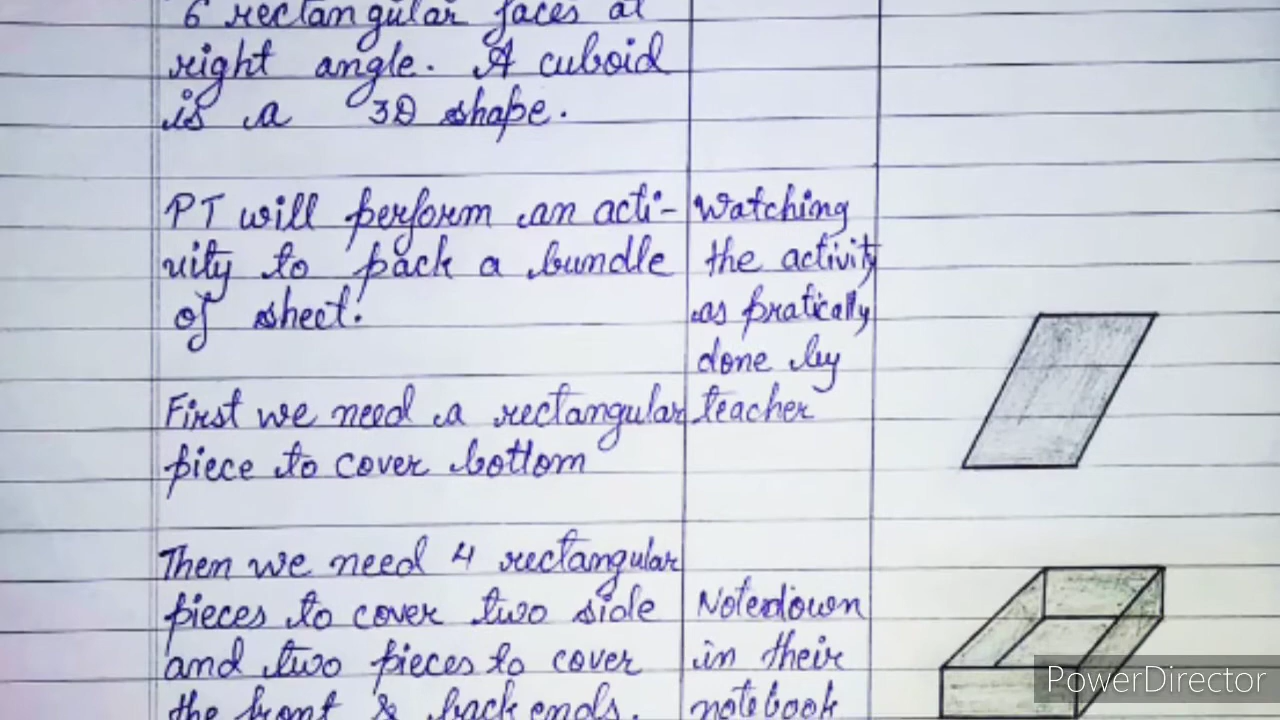 6 rectangular faces at
right angle. A cuboid
is a 3D shape.
PT will perform an acti-
vity to pack a bundle
of sheet.
First we need a rectangular
piece to cover bottom
Then we need 4 rectangular
pieces to cover two side
and two pieces to cover
the front & back ends.
Watching
the activity
as pratically
done by
teacher
Notedown
in their
notebook
PowerDirector